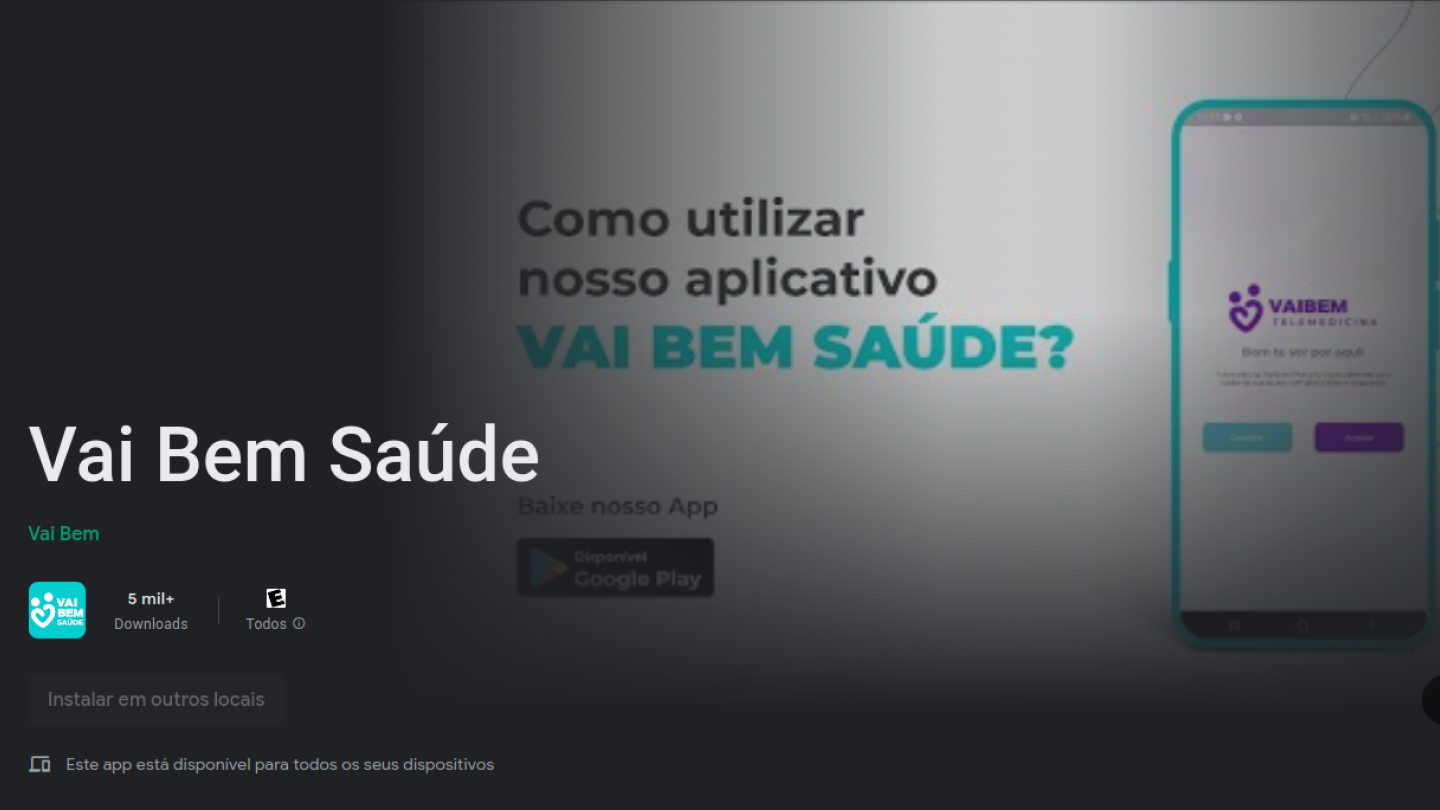 Como utilizar
nosso aplicativo
VAI BEM SAÚDE?
VAIBEM
TELEMEDICINA
Bom te ver por aqui!
Vai Bem Saúde
Baixe nosso App
Vai Bem
Disponível
Google Play
VAI
BEM
SAÚDE
5 mil+
Downloads
E
Todos
Instalar em outros locais
Este app está disponível para todos os seus dispositivos